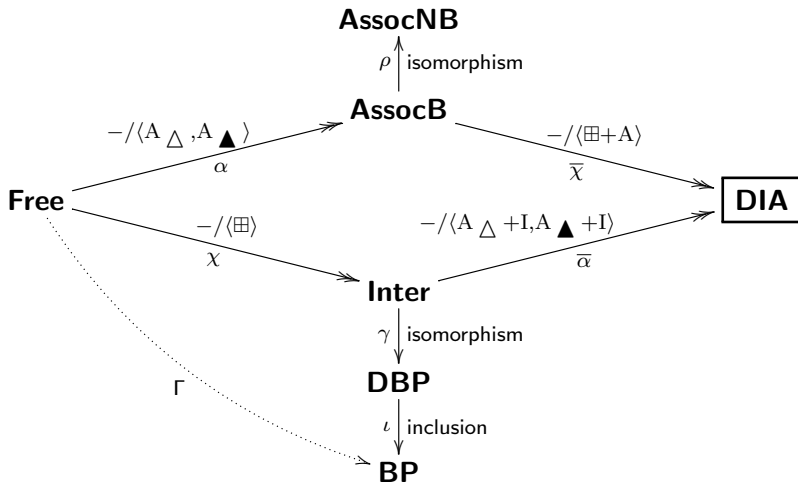 AssocNB
ρ isomorphism
AssocB
−/⟨A △ ,A ▲ ⟩
α
−/⟨⊞+A⟩
χ̅
Free
DIA
−/⟨⊞⟩
χ
−/⟨A △ +I,A ▲ +I⟩
α̅
Inter
γ isomorphism
DBP
Γ
ι inclusion
BP